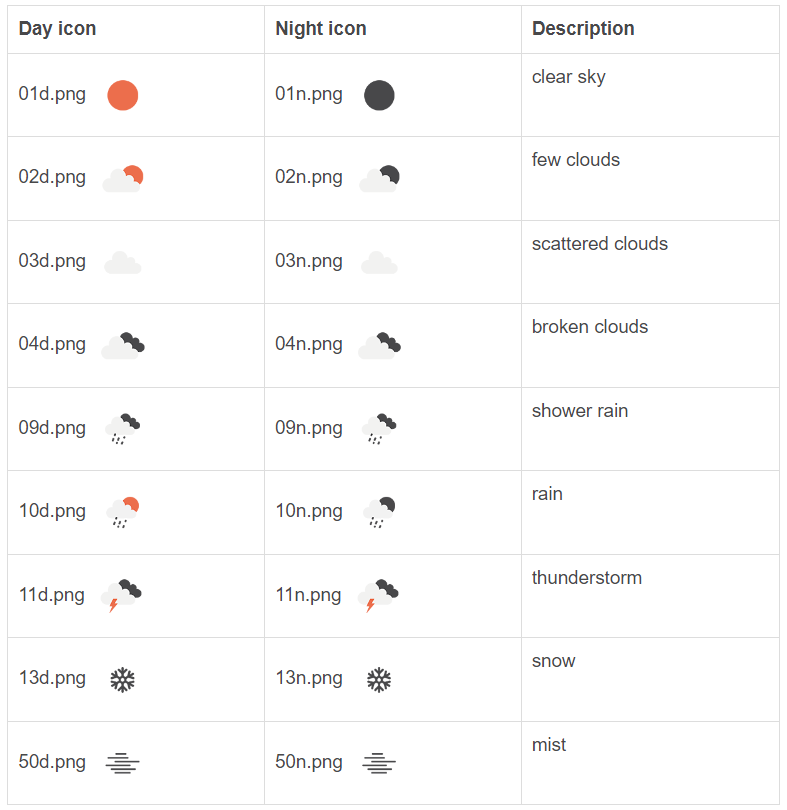 Day icon Night icon Description
01d.png 01n.png clear sky
02d.png 02n.png few clouds
03d.png 03n.png scattered clouds
04d.png 04n.png broken clouds
09d.png 09n.png shower rain
10d.png 10n.png rain
11d.png 11n.png thunderstorm
13d.png 13n.png snow
50d.png 50n.png mist